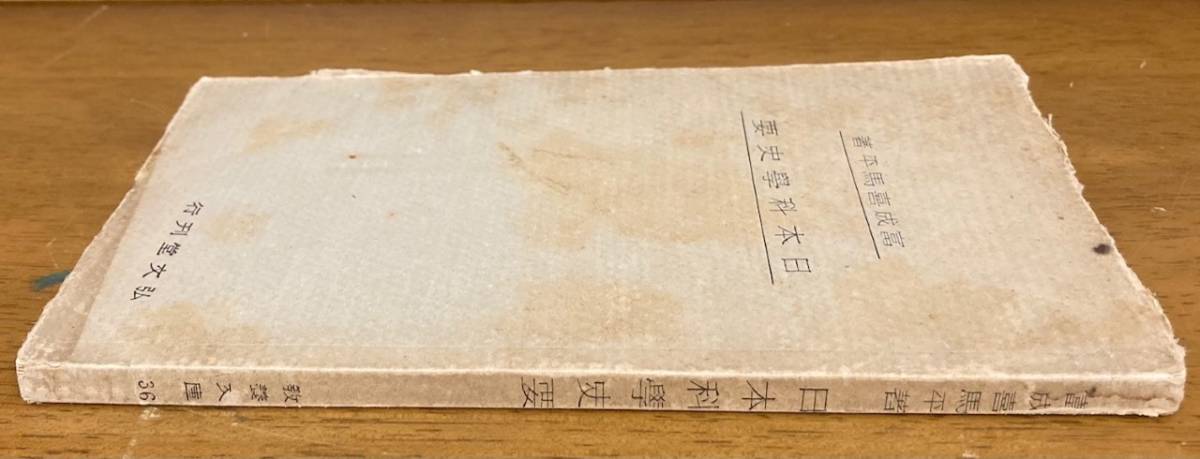 富成喜馬平著
日本科學史要
弘文堂刊行
富成喜馬平著
日本科學史要
教養文庫
36